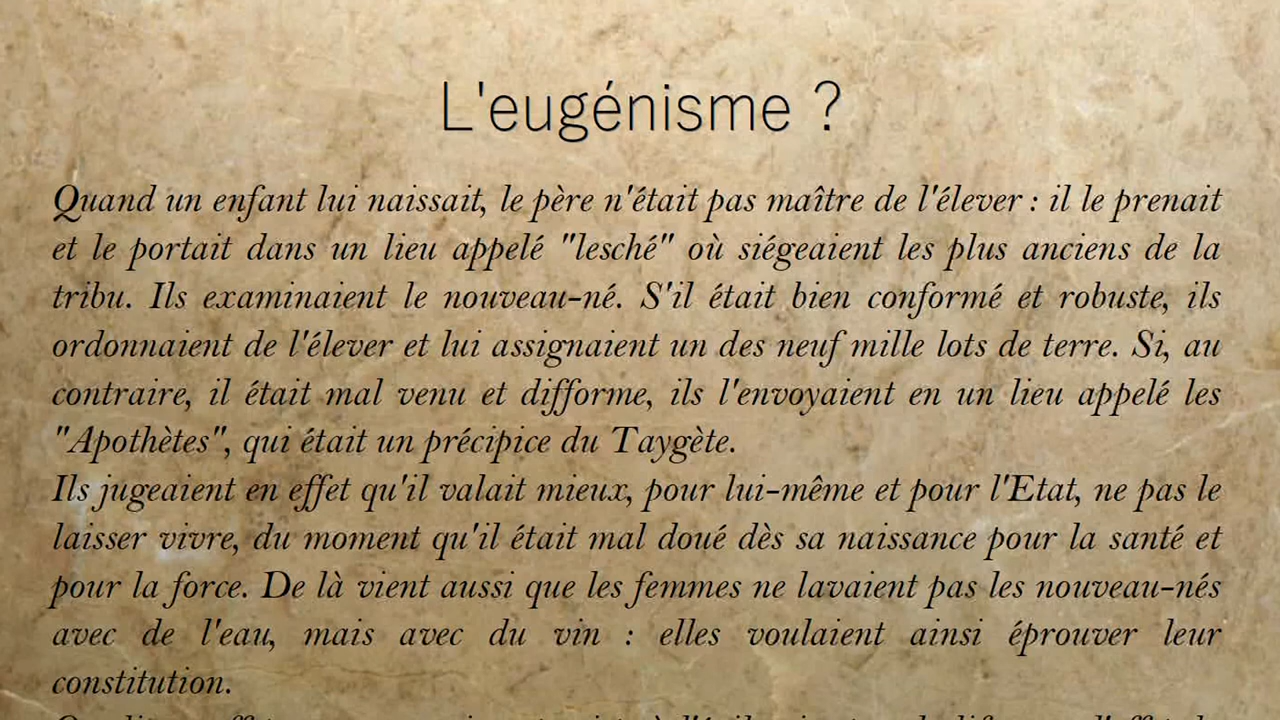 L'eugénisme ?
Quand un enfant lui naissait, le père n'était pas maître de l'élever : il le prenait
et le portait dans un lieu appelé "lesché" où siégeaient les plus anciens de la
tribu. Ils examinaient le nouveau-né. S'il était bien conformé et robuste, ils
ordonnaient de l'élever et lui assignaient un des neuf mille lots de terre. Si, au
contraire, il était mal venu et difforme, ils l'envoyaient en un lieu appelé les
"Apothètes", qui était un précipice du Taygète.
Ils jugeaient en effet qu'il valait mieux, pour lui-même et pour l'Etat, ne pas le
laisser vivre, du moment qu'il était mal doué dès sa naissance pour la santé et
pour la force. De là vient aussi que les femmes ne lavaient pas les nouveau-nés
avec de l'eau, mais avec du vin : elles voulaient ainsi éprouver leur
constitution.